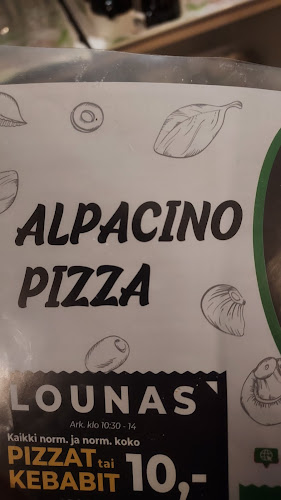 ALPACINO
PIZZA
LOUNAS
Ark. klo 10:30 - 14
Kaikki norm. ja norm. koko
PIZZAT tai
KEBABIT 10,-